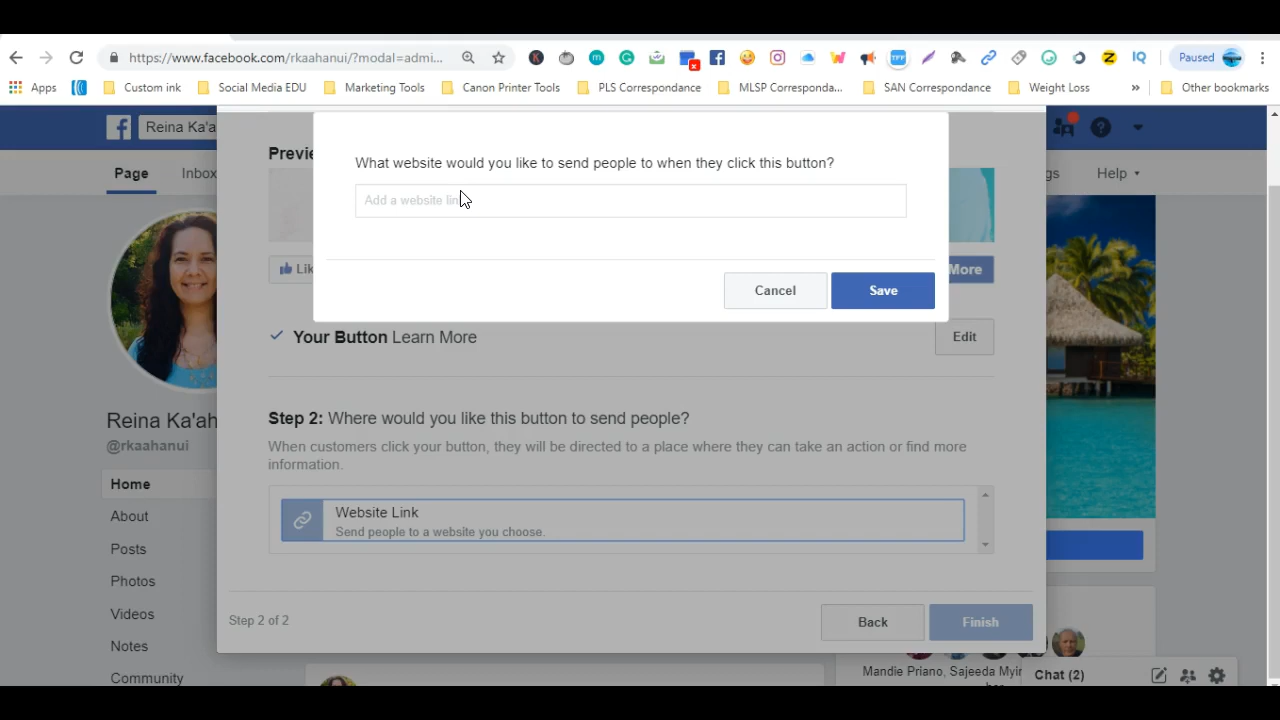 https://www.facebook.com/rkaahanui/?modal=admi...
Paused
Apps
Custom ink
Social Media EDU
Marketing Tools
Canon Printer Tools
PLS Correspondance
MLSP Corresponda...
SAN Correspondance
Weight Loss
»
Other bookmarks
Reina Ka'a
Page
Inbox
gs
Help
Previe
What website would you like to send people to when they click this button?
Add a website lin
Lik
More
Cancel
Save
Your Button Learn More
Edit
Step 2: Where would you like this button to send people?
When customers click your button, they will be directed to a place where they can take an action or find more
information.
Website Link
Send people to a website you choose.
Step 2 of 2
Back
Finish
Reina Ka'ah
@rkaahanui
Home
About
Posts
Photos
Videos
Notes
Community
Mandie Priano, Sajeeda Myir
Chat (2)